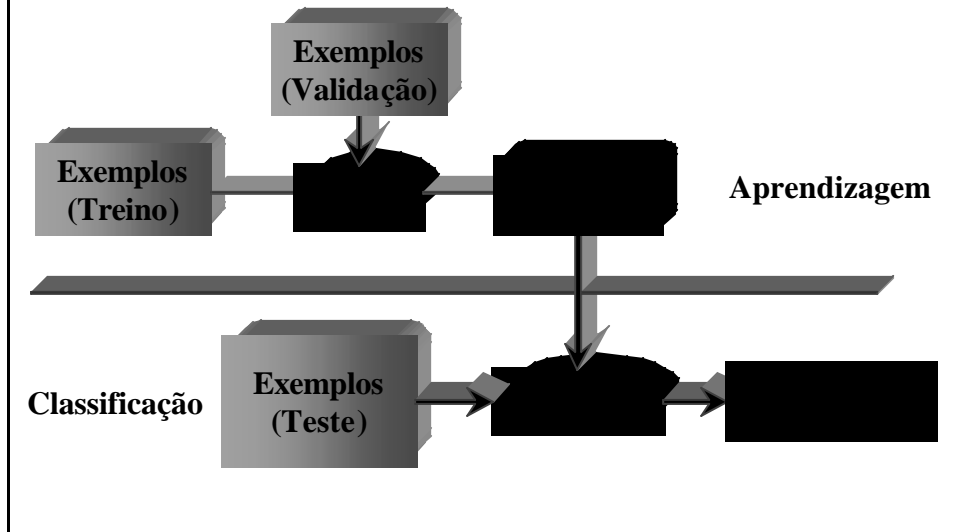 Exemplos
(Validação)
Exemplos
(Treino)
Aprendizagem
Classificação
Exemplos
(Teste)